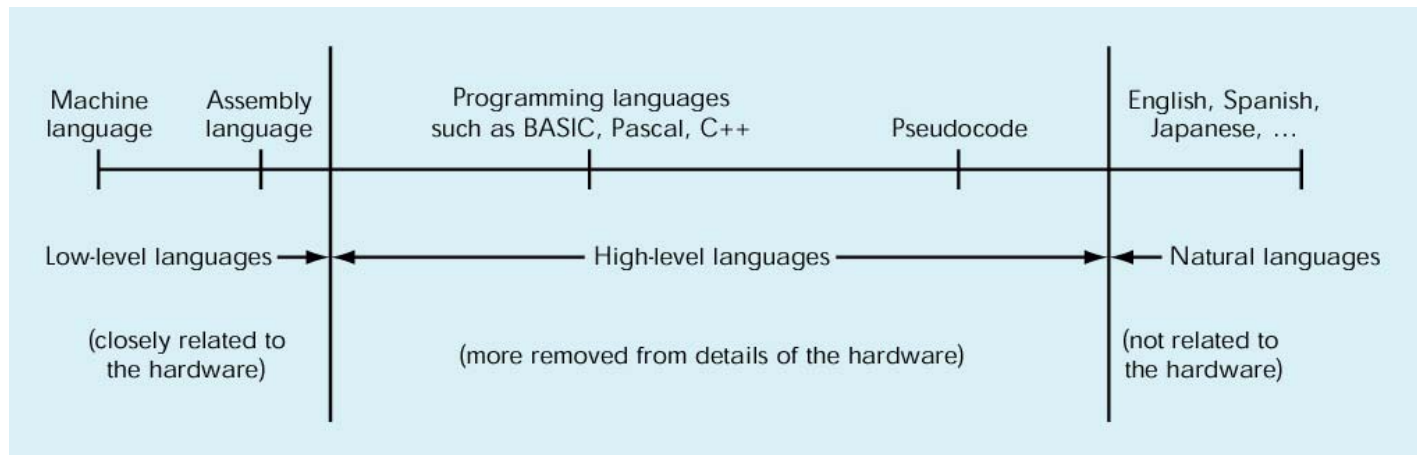 Machine
language
Assembly
language
Programming languages
such as BASIC, Pascal, C++
Pseudocode
English, Spanish,
Japanese, ...
Low-level languages
High-level languages
Natural languages
(closely related to
the hardware)
(more removed from details of the hardware)
(not related to
the hardware)